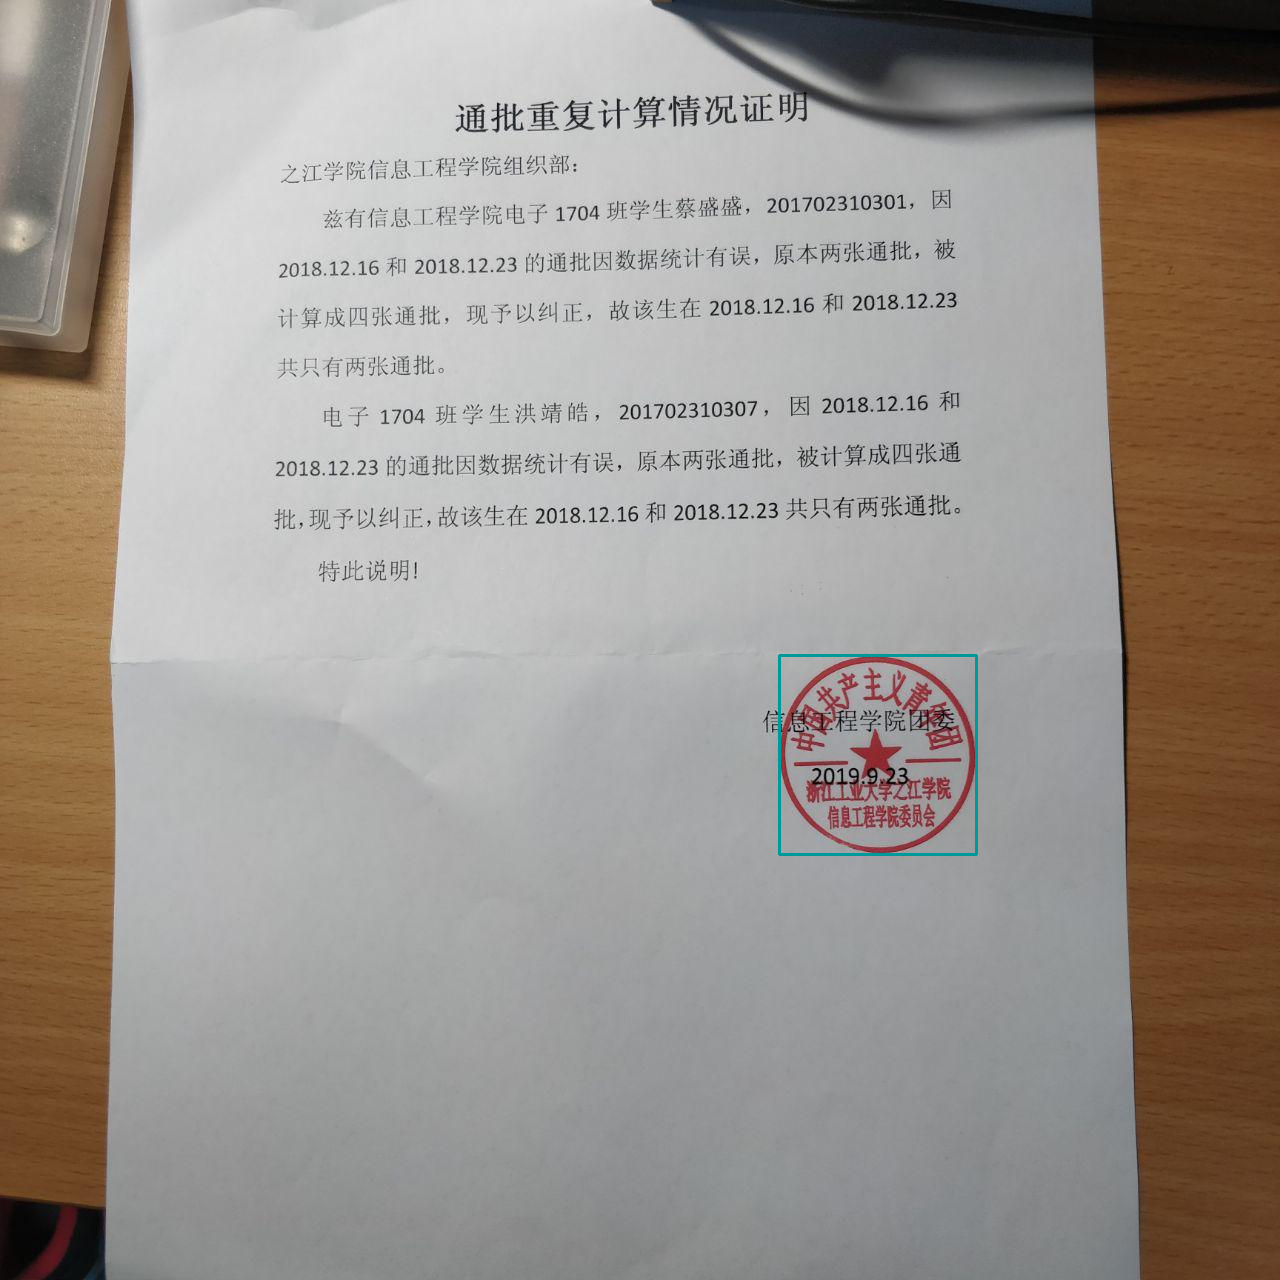 通批重复计算情况证明
之江学院信息工程学院组织部：
兹有信息工程学院电子 1704 班学生蔡盛盛，201702310301，因
2018.12.16 和 2018.12.23 的通批因数据统计有误，原本两张通批，被
计算成四张通批，现予以纠正，故该生在 2018.12.16 和 2018.12.23
共只有两张通批。
电子 1704 班学生洪靖皓，201702310307，因 2018.12.16 和
2018.12.23 的通批因数据统计有误，原本两张通批，被计算成四张通
批，现予以纠正，故该生在 2018.12.16 和 2018.12.23 共只有两张通批。
特此说明!
中国共产主义青年团
信息工程学院团委
2019.9.23
浙江工业大学之江学院
信息工程学院委员会